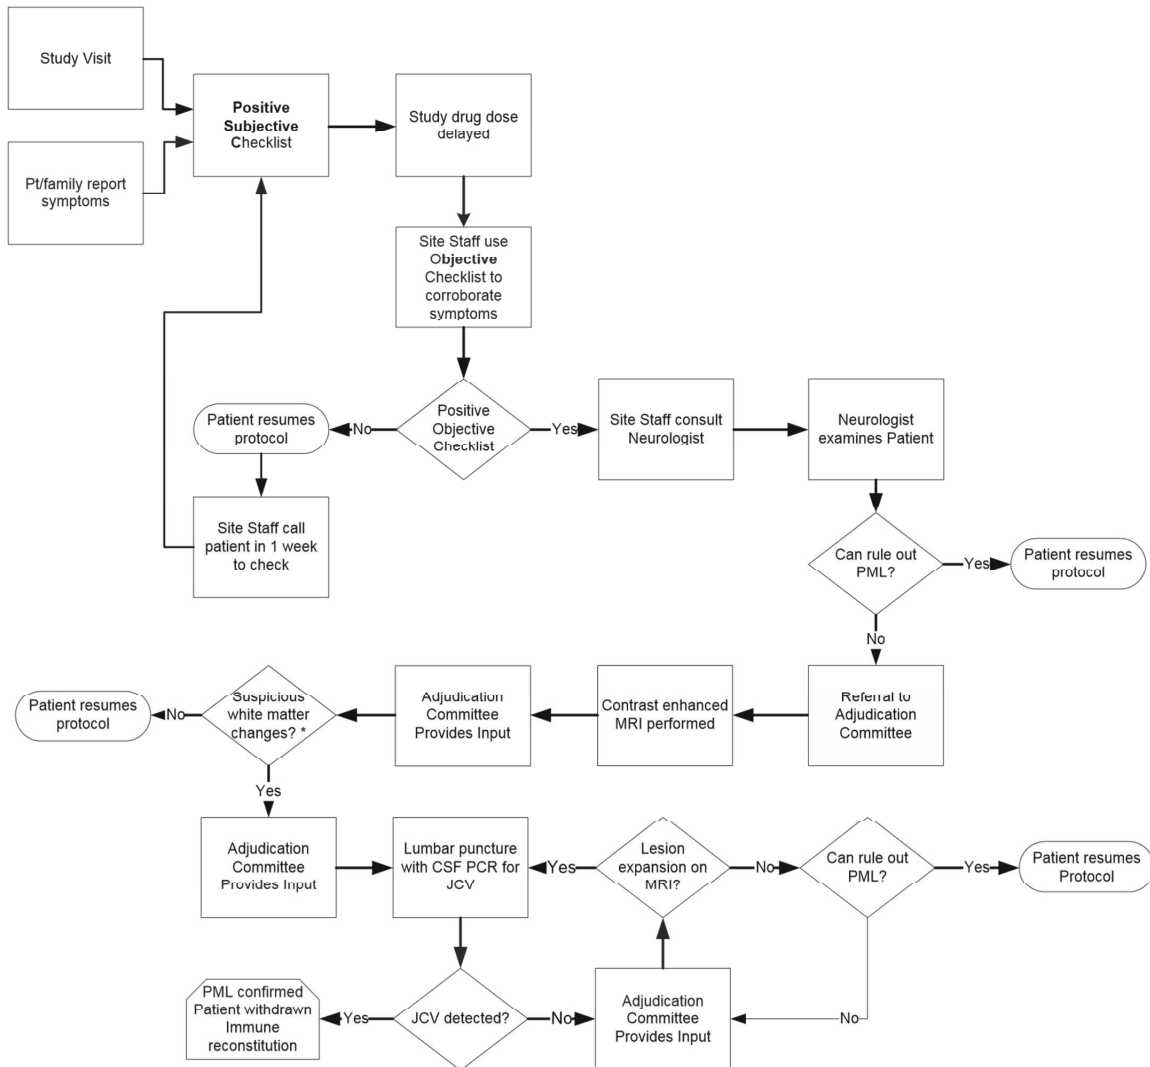 Study Visit
Positive
Subjective
Checklist
Study drug dose
delayed
Pt/family report
symptoms
Site Staff use
Objective
Checklist to
corroborate
symptoms
Patient resumes
protocol
No
Positive
Objective
Checklist
Yes
Site Staff consult
Neurologist
Neurologist
examines Patient
Site Staff call
patient in 1 week
to check
Can rule out
PML?
Yes
Patient resumes
protocol
No
Patient resumes
protocol
No
Suspicious
white matter
changes? *
Adjudication
Committee
Provides Input
Contrast enhanced
MRI performed
Referral to
Adjudication
Committee
Yes
Adjudication
Committee
Provides Input
Lumbar puncture
with CSF PCR for
JCV
Yes
Lesion
expansion on
MRI?
No
Can rule out
PML?
Yes
Patient resumes
Protocol
PML confirmed
Patient withdrawn
Immune
reconstitution
Yes
JCV detected?
No
Adjudication
Committee
Provides Input
No